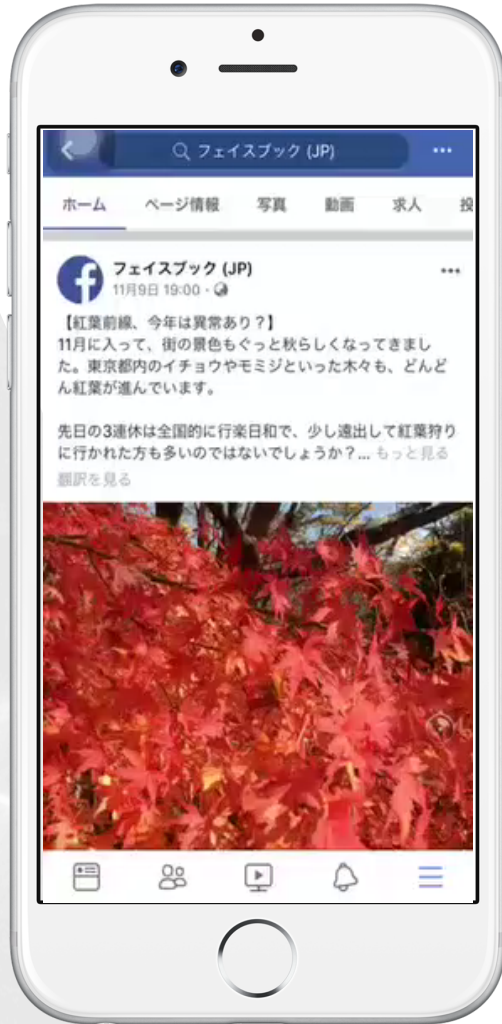 フェイスブック (JP)
ホーム ページ情報 写真 動画 求人 投
フェイスブック (JP)
11月9日 19:00
【紅葉前線、今年は異常あり?】
11月に入って、街の景色もぐっと秋らしくなってきまし
た。東京都内のイチョウやモミジといった木々も、どんど
ん紅葉が進んでいます。
先日の3連休は全国的に行楽日和で、少し遠出して紅葉狩り
に行かれた方も多いのではないでしょうか?... もっと見る
翻訳を見る